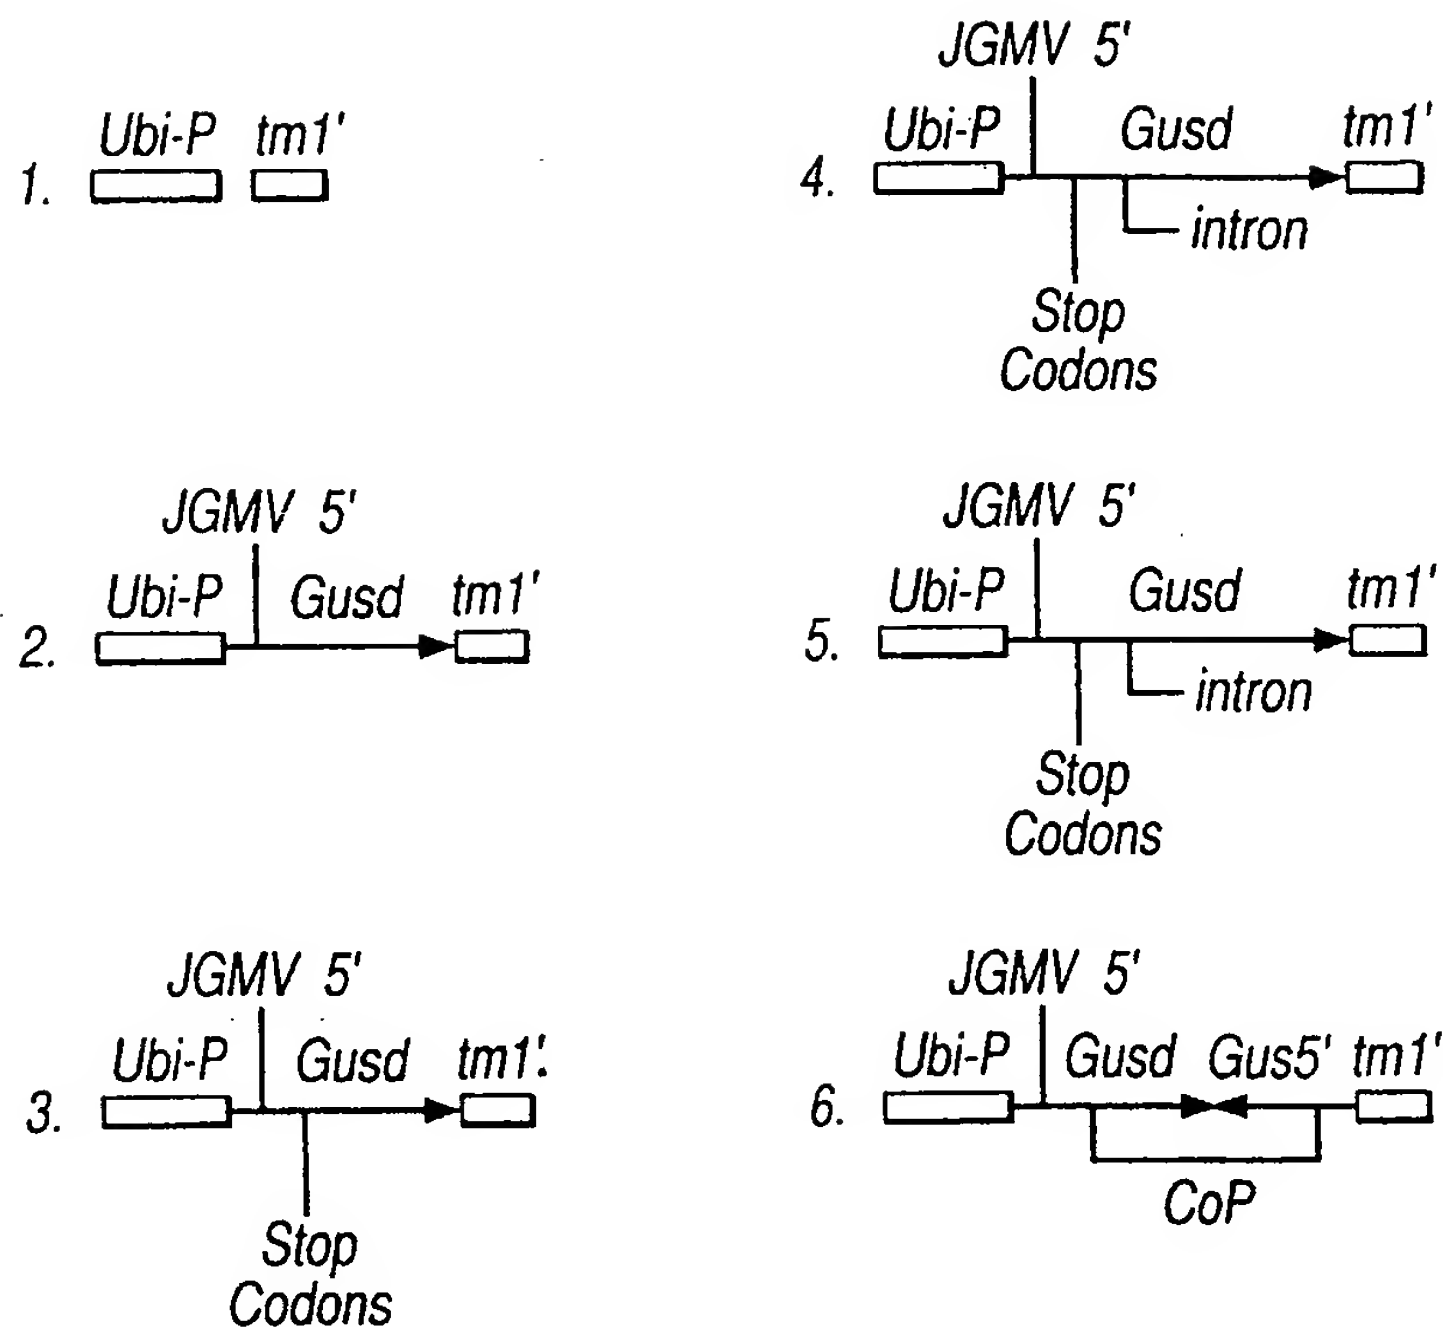 Ubi-P tm1'
1.
JGMV 5'
Ubi-P Gusd tm1'
2.
JGMV 5'
Ubi-P Gusd tm1'.
3.
Stop
Codons
JGMV 5'
Ubi-P Gusd tm1'
4.
intron
Stop
Codons
JGMV 5'
Ubi-P Gusd tm1'
5.
intron
Stop
Codons
JGMV 5'
Ubi-P Gusd Gus5' tm1'
6.
CoP